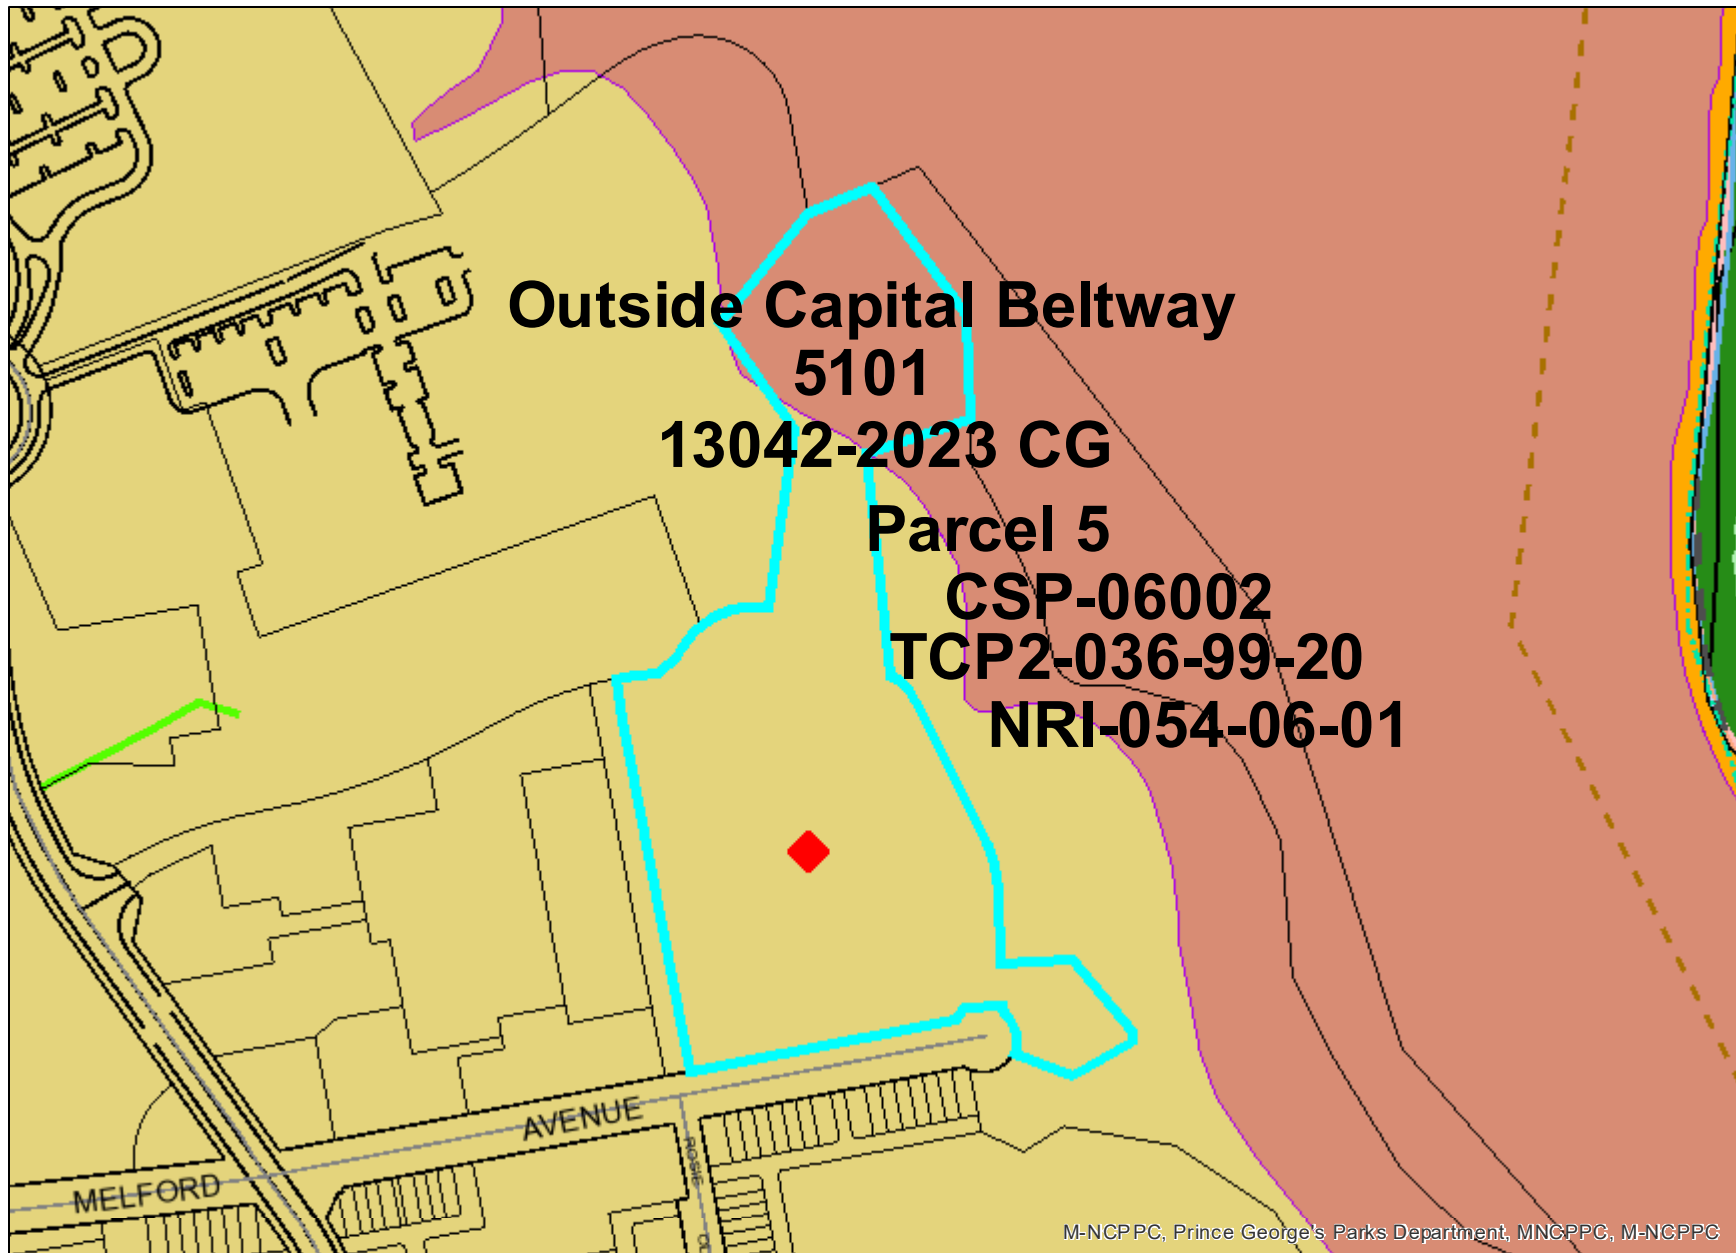 Outside Capital Beltway
5101
13042-2023 CG
Parcel 5
CSP-06002
TCP2-036-99-20
NRI-054-06-01
AVENUE
ROSIE
MELFORD
M-NCPPC, Prince George's Parks Department, MNCPPC, M-NCPPC